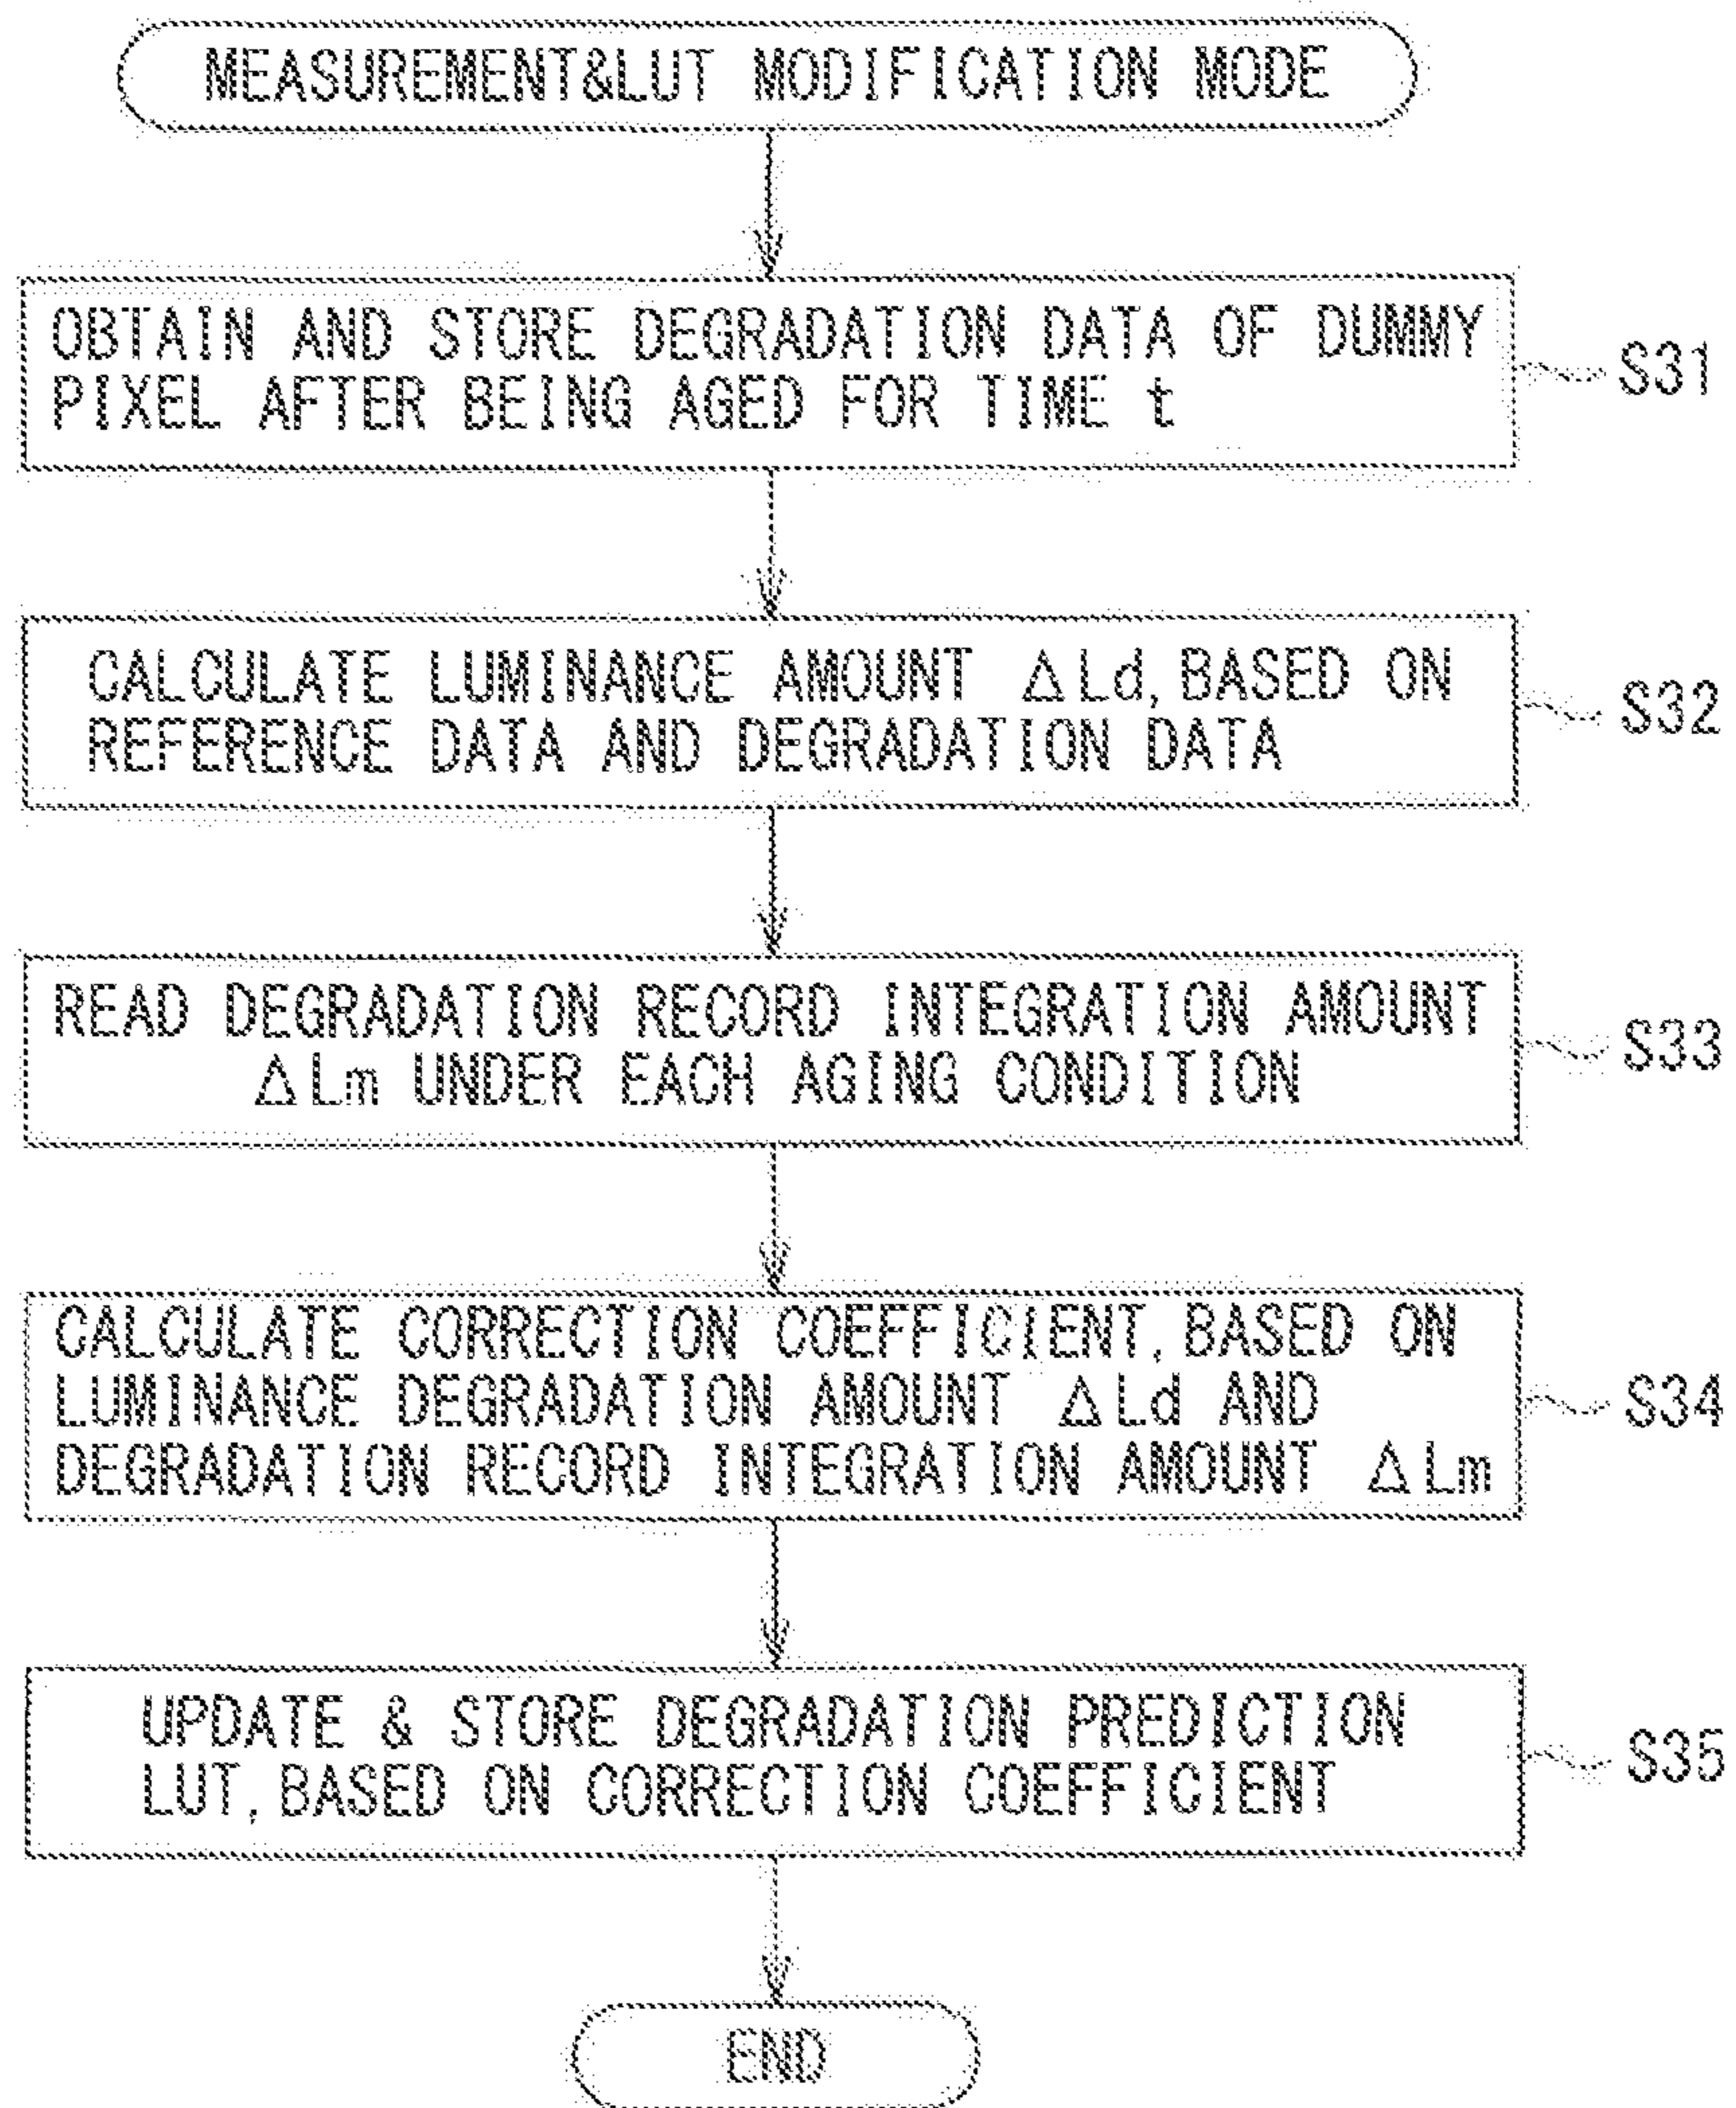 MEASUREMENT&LUT MODIFICATION MODE
OBTAIN AND STORE DEGRADATION DATA OF DUMMY
PIXEL AFTER BEING AGED FOR TIME t
S31
CALCULATE LUMINANCE AMOUNT ΔLd, BASED ON
REFERENCE DATA AND DEGRADATION DATA
S32
READ DEGRADATION RECORD INTEGRATION AMOUNT
ΔLm UNDER EACH AGING CONDITION
S33
CALCULATE CORRECTION COEFFICIENT, BASED ON
LUMINANCE DEGRADATION AMOUNT ΔLd AND
DEGRADATION RECORD INTEGRATION AMOUNT ΔLm
S34
UPDATE & STORE DEGRADATION PREDICTION
LUT, BASED ON CORRECTION COEFFICIENT
S35
END